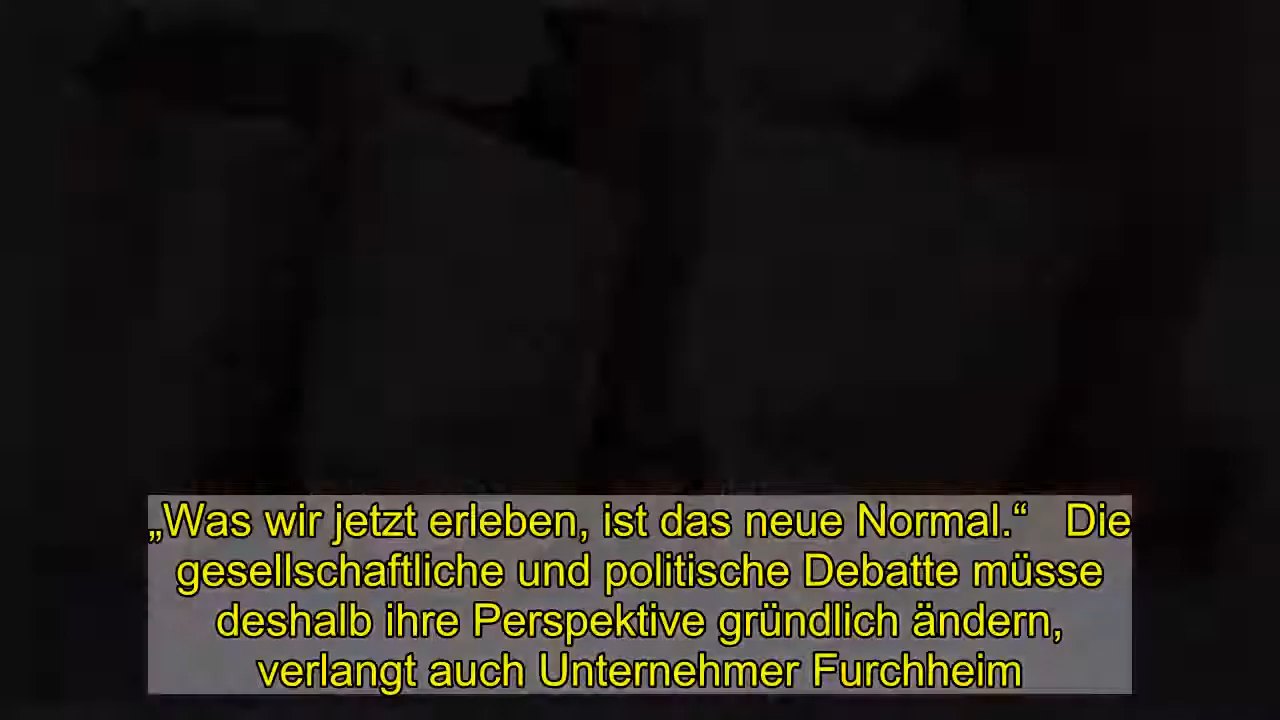 „Was wir jetzt erleben, ist das neue Normal.“ Die
gesellschaftliche und politische Debatte müsse
deshalb ihre Perspektive gründlich ändern,
verlangt auch Unternehmer Furchheim